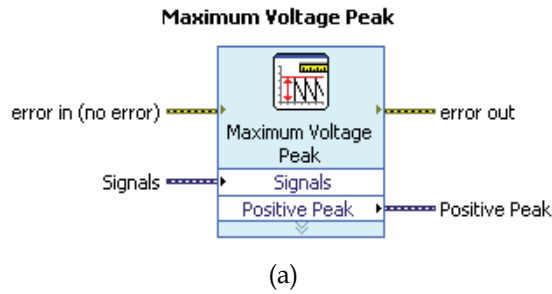 Maximum Voltage Peak
error in (no error)
error out
Maximum Voltage
Peak
Signals
Signals
Positive Peak
Positive Peak
(a)